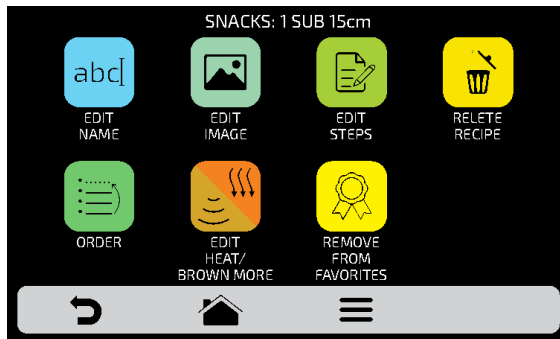 SNACKS: 1 SUB 15cm
abc
EDIT
NAME
EDIT
IMAGE
EDIT
STEPS
RELETE
RECIPE
ORDER
EDIT
HEAT/
BROWN MORE
REMOVE
FROM
FAVORITES